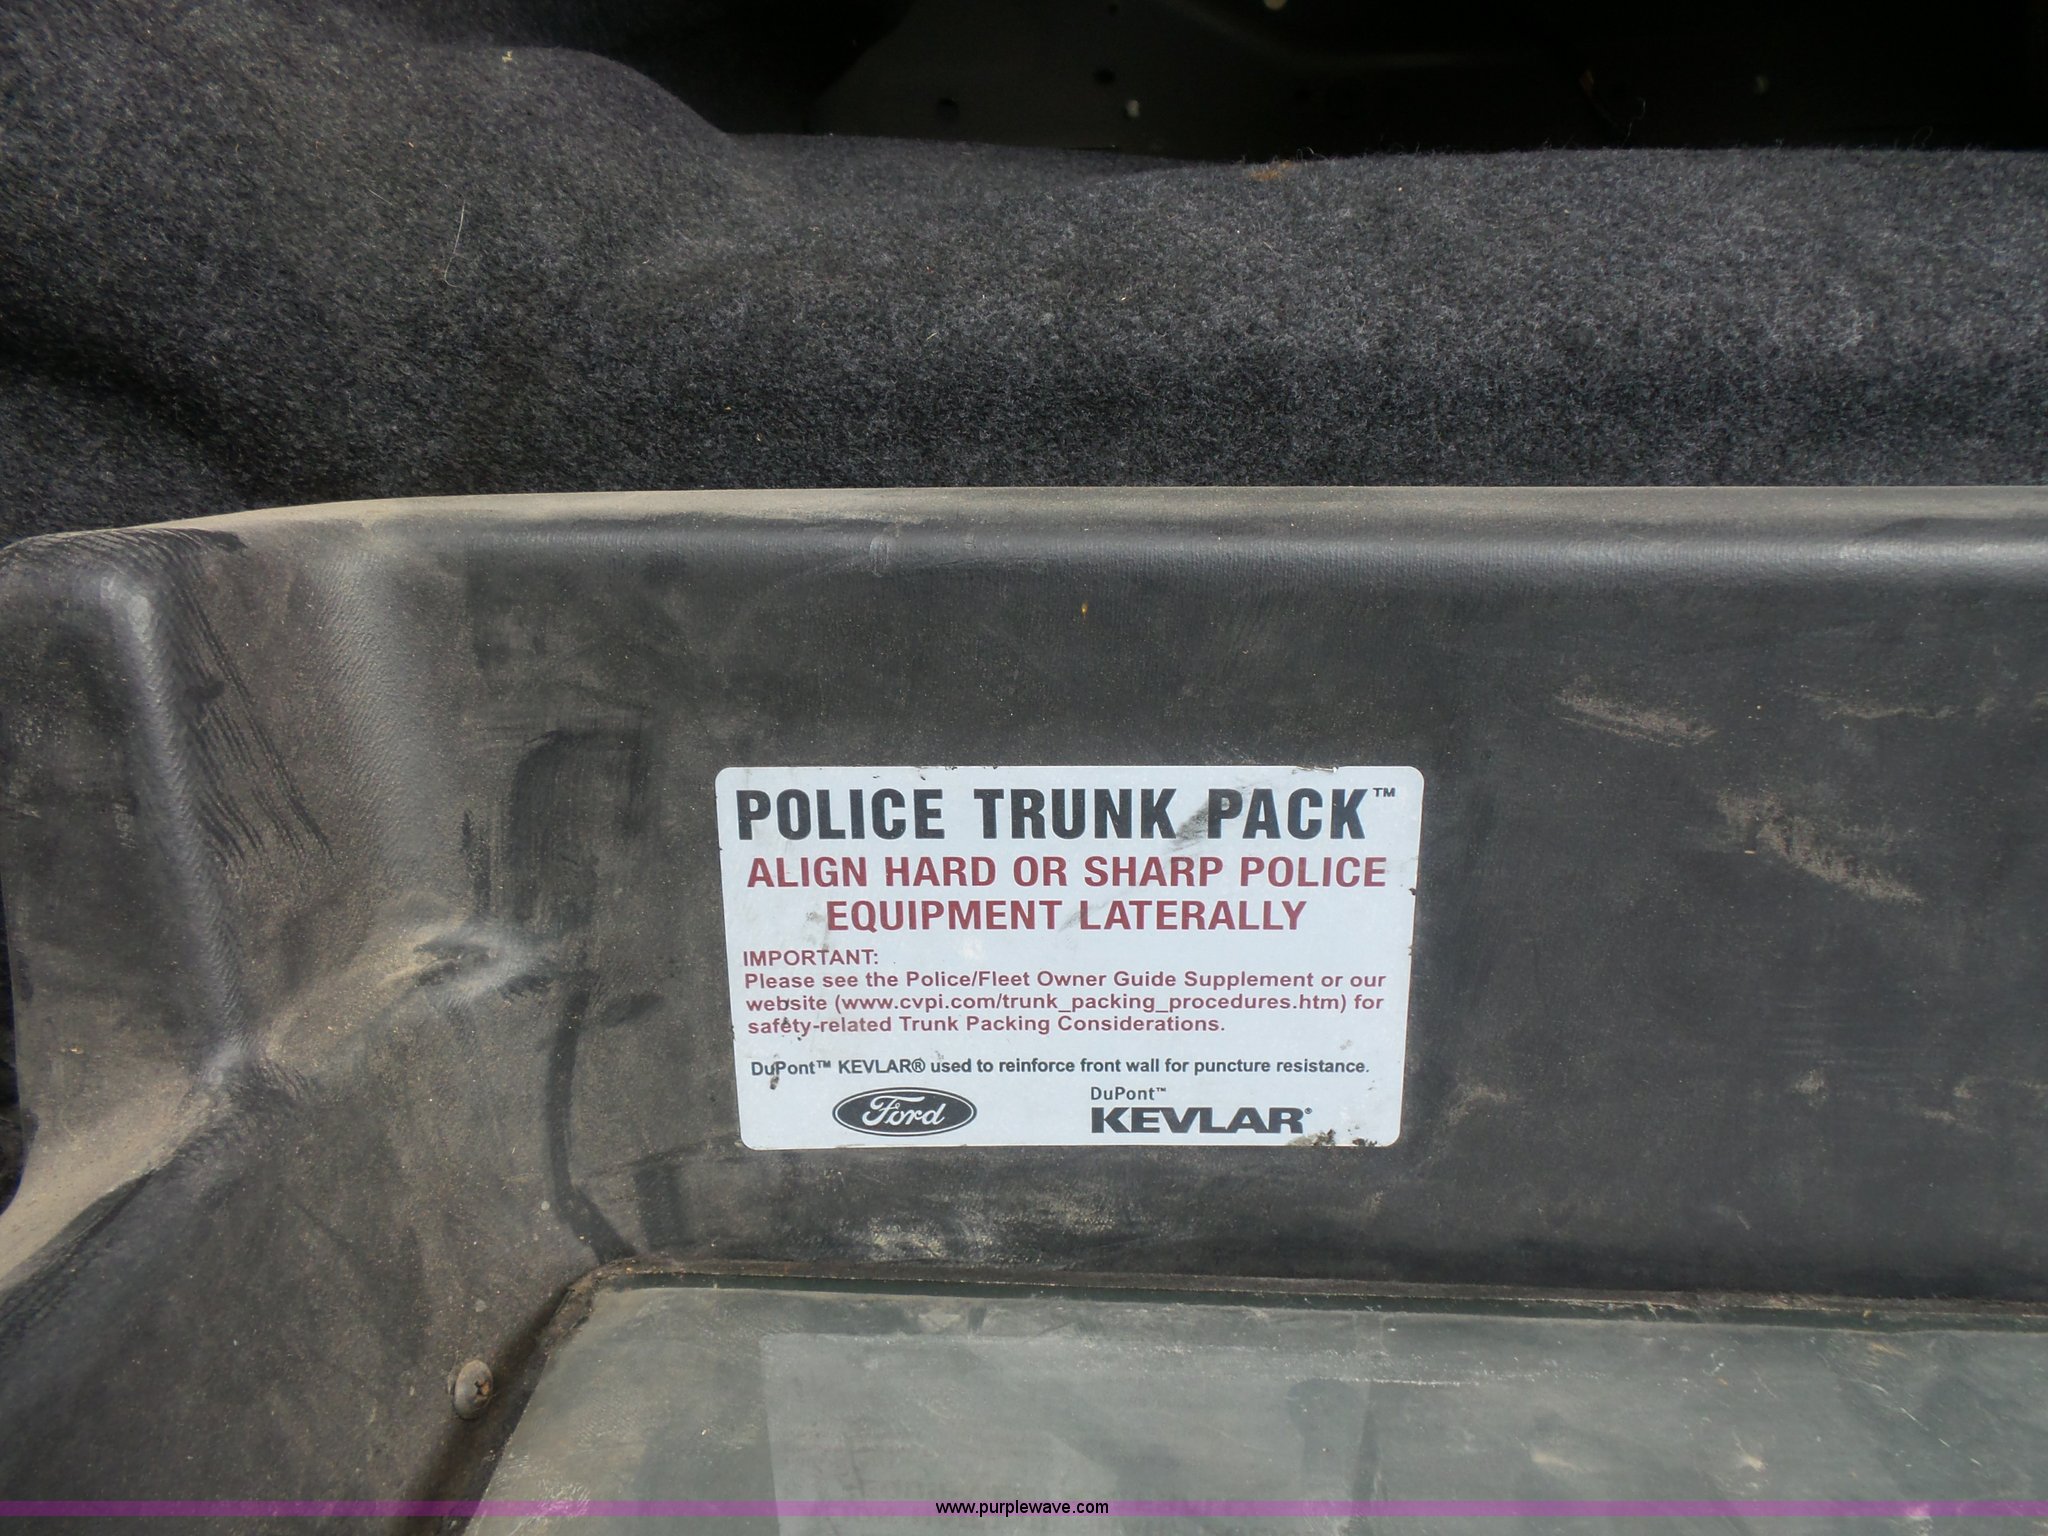 POLICE TRUNK PACK™
ALIGN HARD OR SHARP POLICE
EQUIPMENT LATERALLY
IMPORTANT:
Please see the Police/Fleet Owner Guide Supplement or our
website (www.cvpi.com/trunk_packing_procedures.htm) for
safety-related Trunk Packing Considerations.
DuPont™ KEVLAR® used to reinforce front wall for puncture resistance.
Ford
DuPont™
KEVLAR®
www.purplewave.com